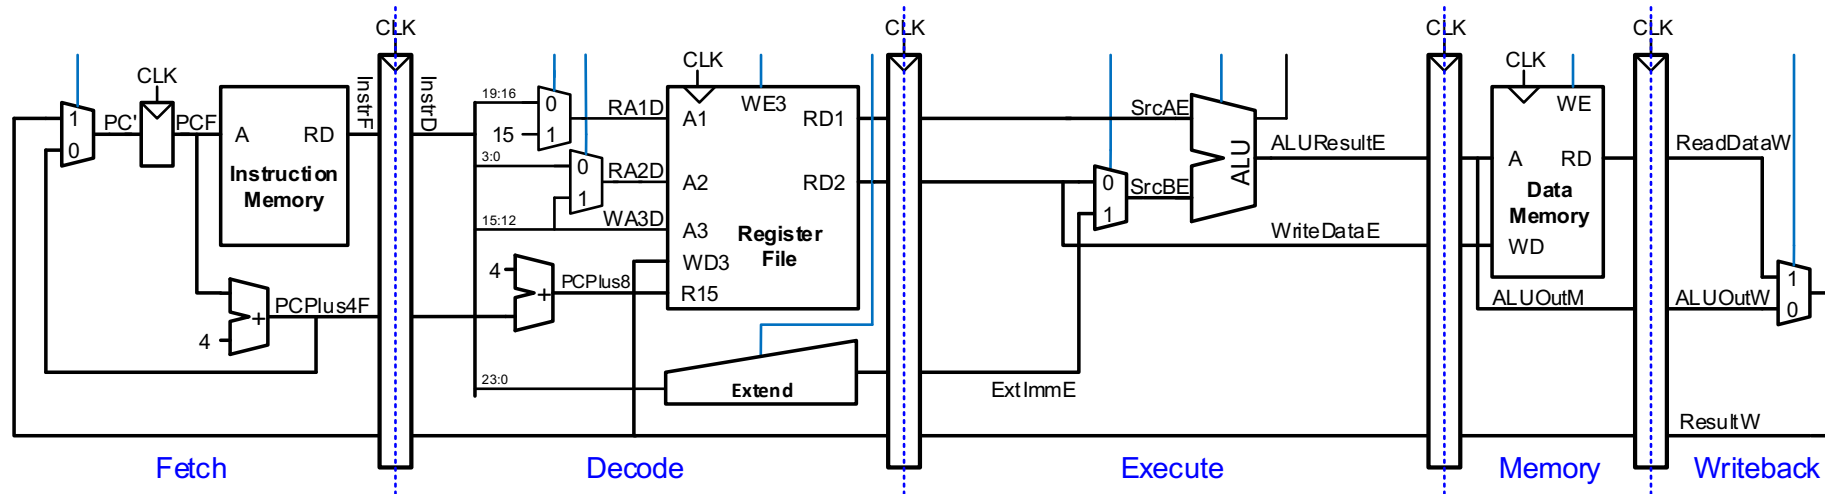 CLK
CLK
CLK
CLK
CLK
CLK
CLK
1
0
PC'
PCF
A
RD
Instruction
Memory
InstrF
InstrD
4
+
PCPlus4F
19:16
15
0
1
RA1D
3:0
0
1
RA2D
15:12
WA3D
4
+
PCPlus8
23:0
WE3
A1
RD1
A2
RD2
A3
Register
File
WD3
R15
Extend
SrcAE
0
1
SrcBE
ALU
ALUResultE
WriteDataE
ExtImmE
WE
A
RD
Data
Memory
WD
ALUOutM
ReadDataW
1
0
ALUOutW
ResultW
Fetch
Decode
Execute
Memory
Writeback